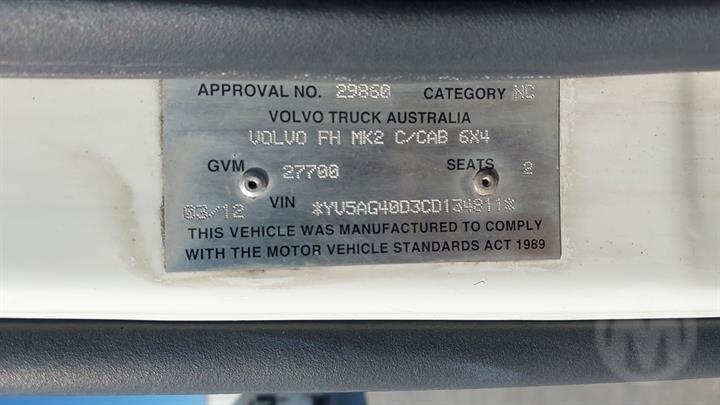 APPROVAL NO. 29860 CATEGORY NC
VOLVO TRUCK AUSTRALIA
VOLVO FH MK2 C/CAB 6X4
GVM 27700 SEATS 2
03/12 VIN *YV5AG40D3CD134811*
THIS VEHICLE WAS MANUFACTURED TO COMPLY
WITH THE MOTOR VEHICLE STANDARDS ACT 1989
M